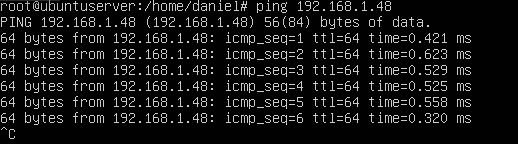 root@ubuntuserver:/home/daniel# ping 192.168.1.48
PING 192.168.1.48 (192.168.1.48) 56(84) bytes of data.
64 bytes from 192.168.1.48: icmp_seq=1 ttl=64 time=0.421 ms
64 bytes from 192.168.1.48: icmp_seq=2 ttl=64 time=0.623 ms
64 bytes from 192.168.1.48: icmp_seq=3 ttl=64 time=0.529 ms
64 bytes from 192.168.1.48: icmp_seq=4 ttl=64 time=0.525 ms
64 bytes from 192.168.1.48: icmp_seq=5 ttl=64 time=0.558 ms
64 bytes from 192.168.1.48: icmp_seq=6 ttl=64 time=0.320 ms
^C